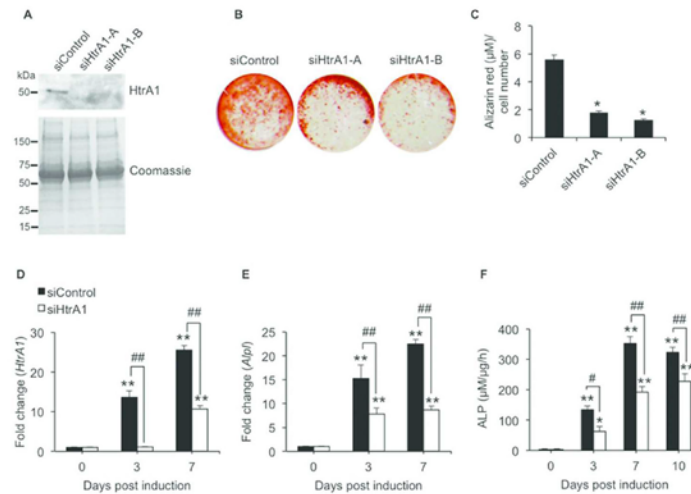 A
siControl
siHtrA1-A
siHtrA1-B
kDa
50
HtrA1
150
75
50
25
15
Coomassie
B
siControl siHtrA1-A siHtrA1-B
C
Alizarin red (µM)/
cell number
8
6
4
2
0
*
*
siControl
siHtrA1-A
siHtrA1-B
D
siControl
siHtrA1
Fold change (HtrA1)
30
20
10
0
**
##
**
##
**
0 3 7
Days post induction
E
Fold change (Alpl)
25
20
15
10
5
0
**
##
**
**
##
**
0 3 7
Days post induction
F
ALP (µM/µg/h)
400
300
200
100
0
**
#
*
**
##
**
**
##
**
0 3 7 10
Days post induction